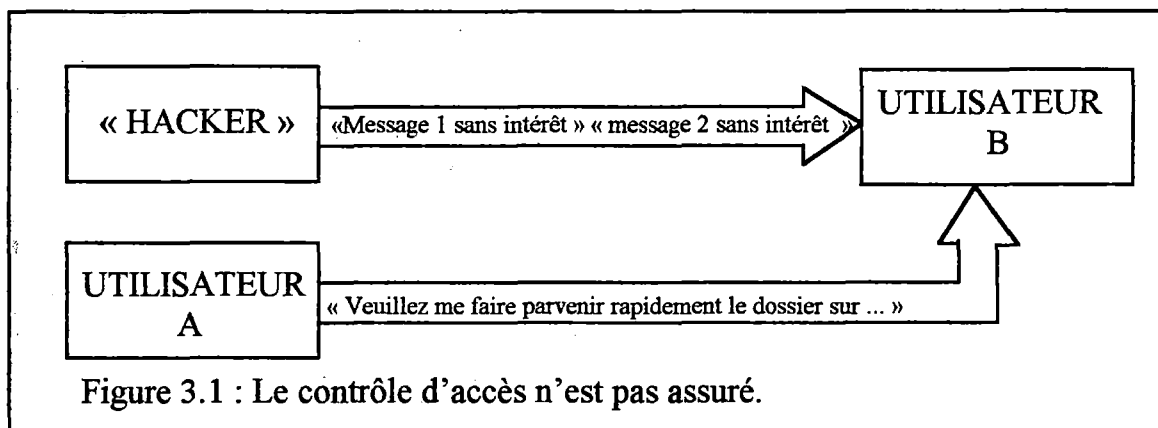 « HACKER »
«Message 1 sans intérêt » « message 2 sans intérêt »
UTILISATEUR
B
UTILISATEUR
A
« Veuillez me faire parvenir rapidement le dossier sur ... »
Figure 3.1 : Le contrôle d’accès n’est pas assuré.